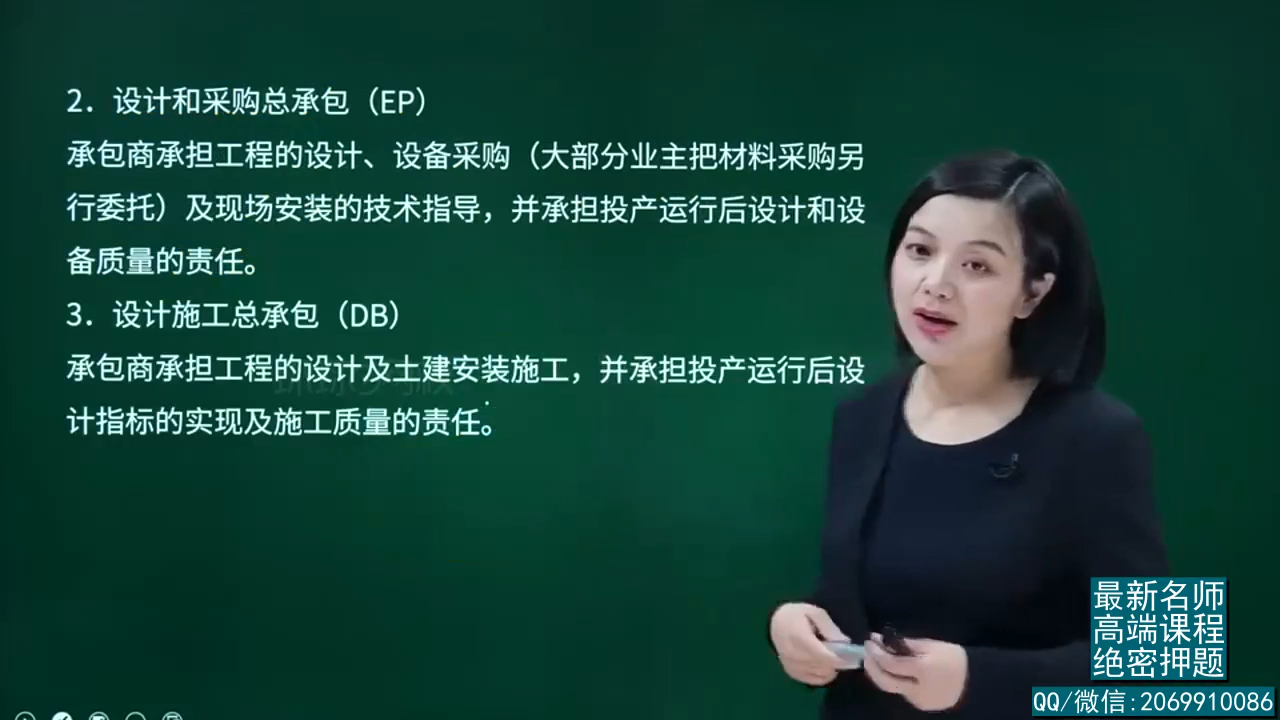 2．设计和采购总承包（EP）
承包商承担工程的设计、设备采购（大部分业主把材料采购另
行委托）及现场安装的技术指导，并承担投产运行后设计和设
备质量的责任。
3．设计施工总承包（DB）
承包商承担工程的设计及土建安装施工，并承担投产运行后设
计指标的实现及施工质量的责任。
最新名师
高端课程
绝密押题
QQ/微信:2069910086